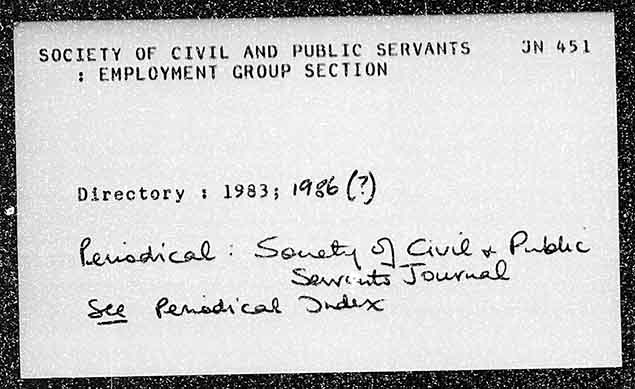 SOCIETY OF CIVIL AND PUBLIC SERVANTS JN 451
: EMPLOYMENT GROUP SECTION
Directory : 1983; 1986 (?)
Periodical : Society of Civil & Public
Servants Journal
See Periodical Index